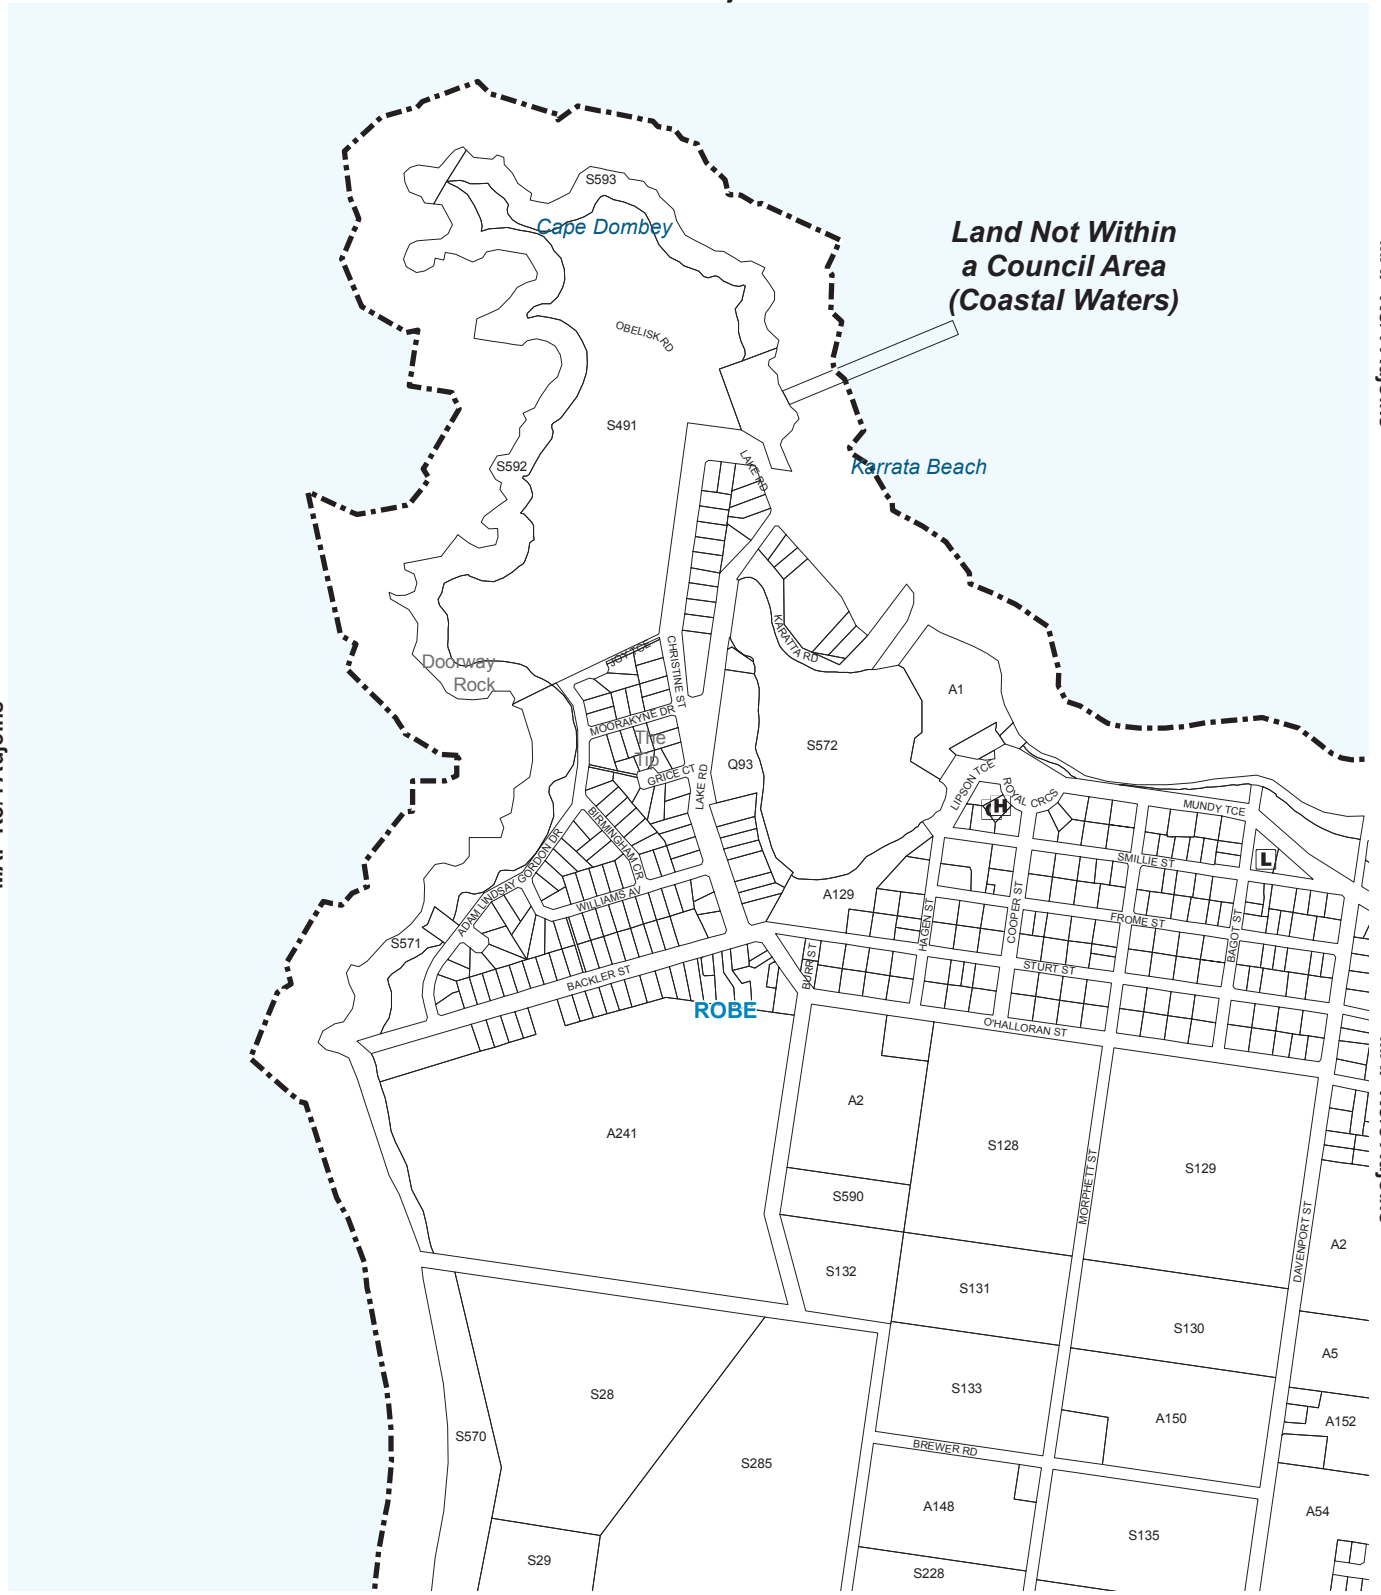 S593
Cape Dombey
Land Not Within
a Council Area
(Coastal Waters)
OBELISK RD
S491
LAKE RD
S592
Karrata Beach
KARATTA RD
JOY TCE
CHRISTINE ST
Doorway
Rock
A1
MOORAKYNE DR
The
Tip
S572
Q93
GRICE CT
LAKE RD
LIPSON TCE
ROYAL CRCS
H
MUNDY TCE
BIRMINGHAM CR
ADAM LINDSAY GORDON DR
SMILLIE ST
L
WILLIAMS AV
A129
HAGEN ST
COOPER ST
FROME ST
BAGOT ST
S571
BURR ST
STURT ST
BACKLER ST
ROBE
O'HALLORAN ST
A2
A241
S128
S129
MORPHETT ST
S590
DAVENPORT ST
A2
S132
S131
S130
A5
S28
S133
A150
A152
S570
BREWER RD
S285
A148
A54
S135
S29
S228